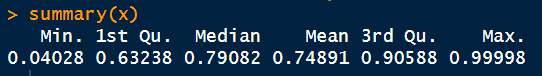 > summary(x)
Min. 1st Qu. Median Mean 3rd Qu. Max.
0.04028 0.63238 0.79082 0.74891 0.90588 0.99998